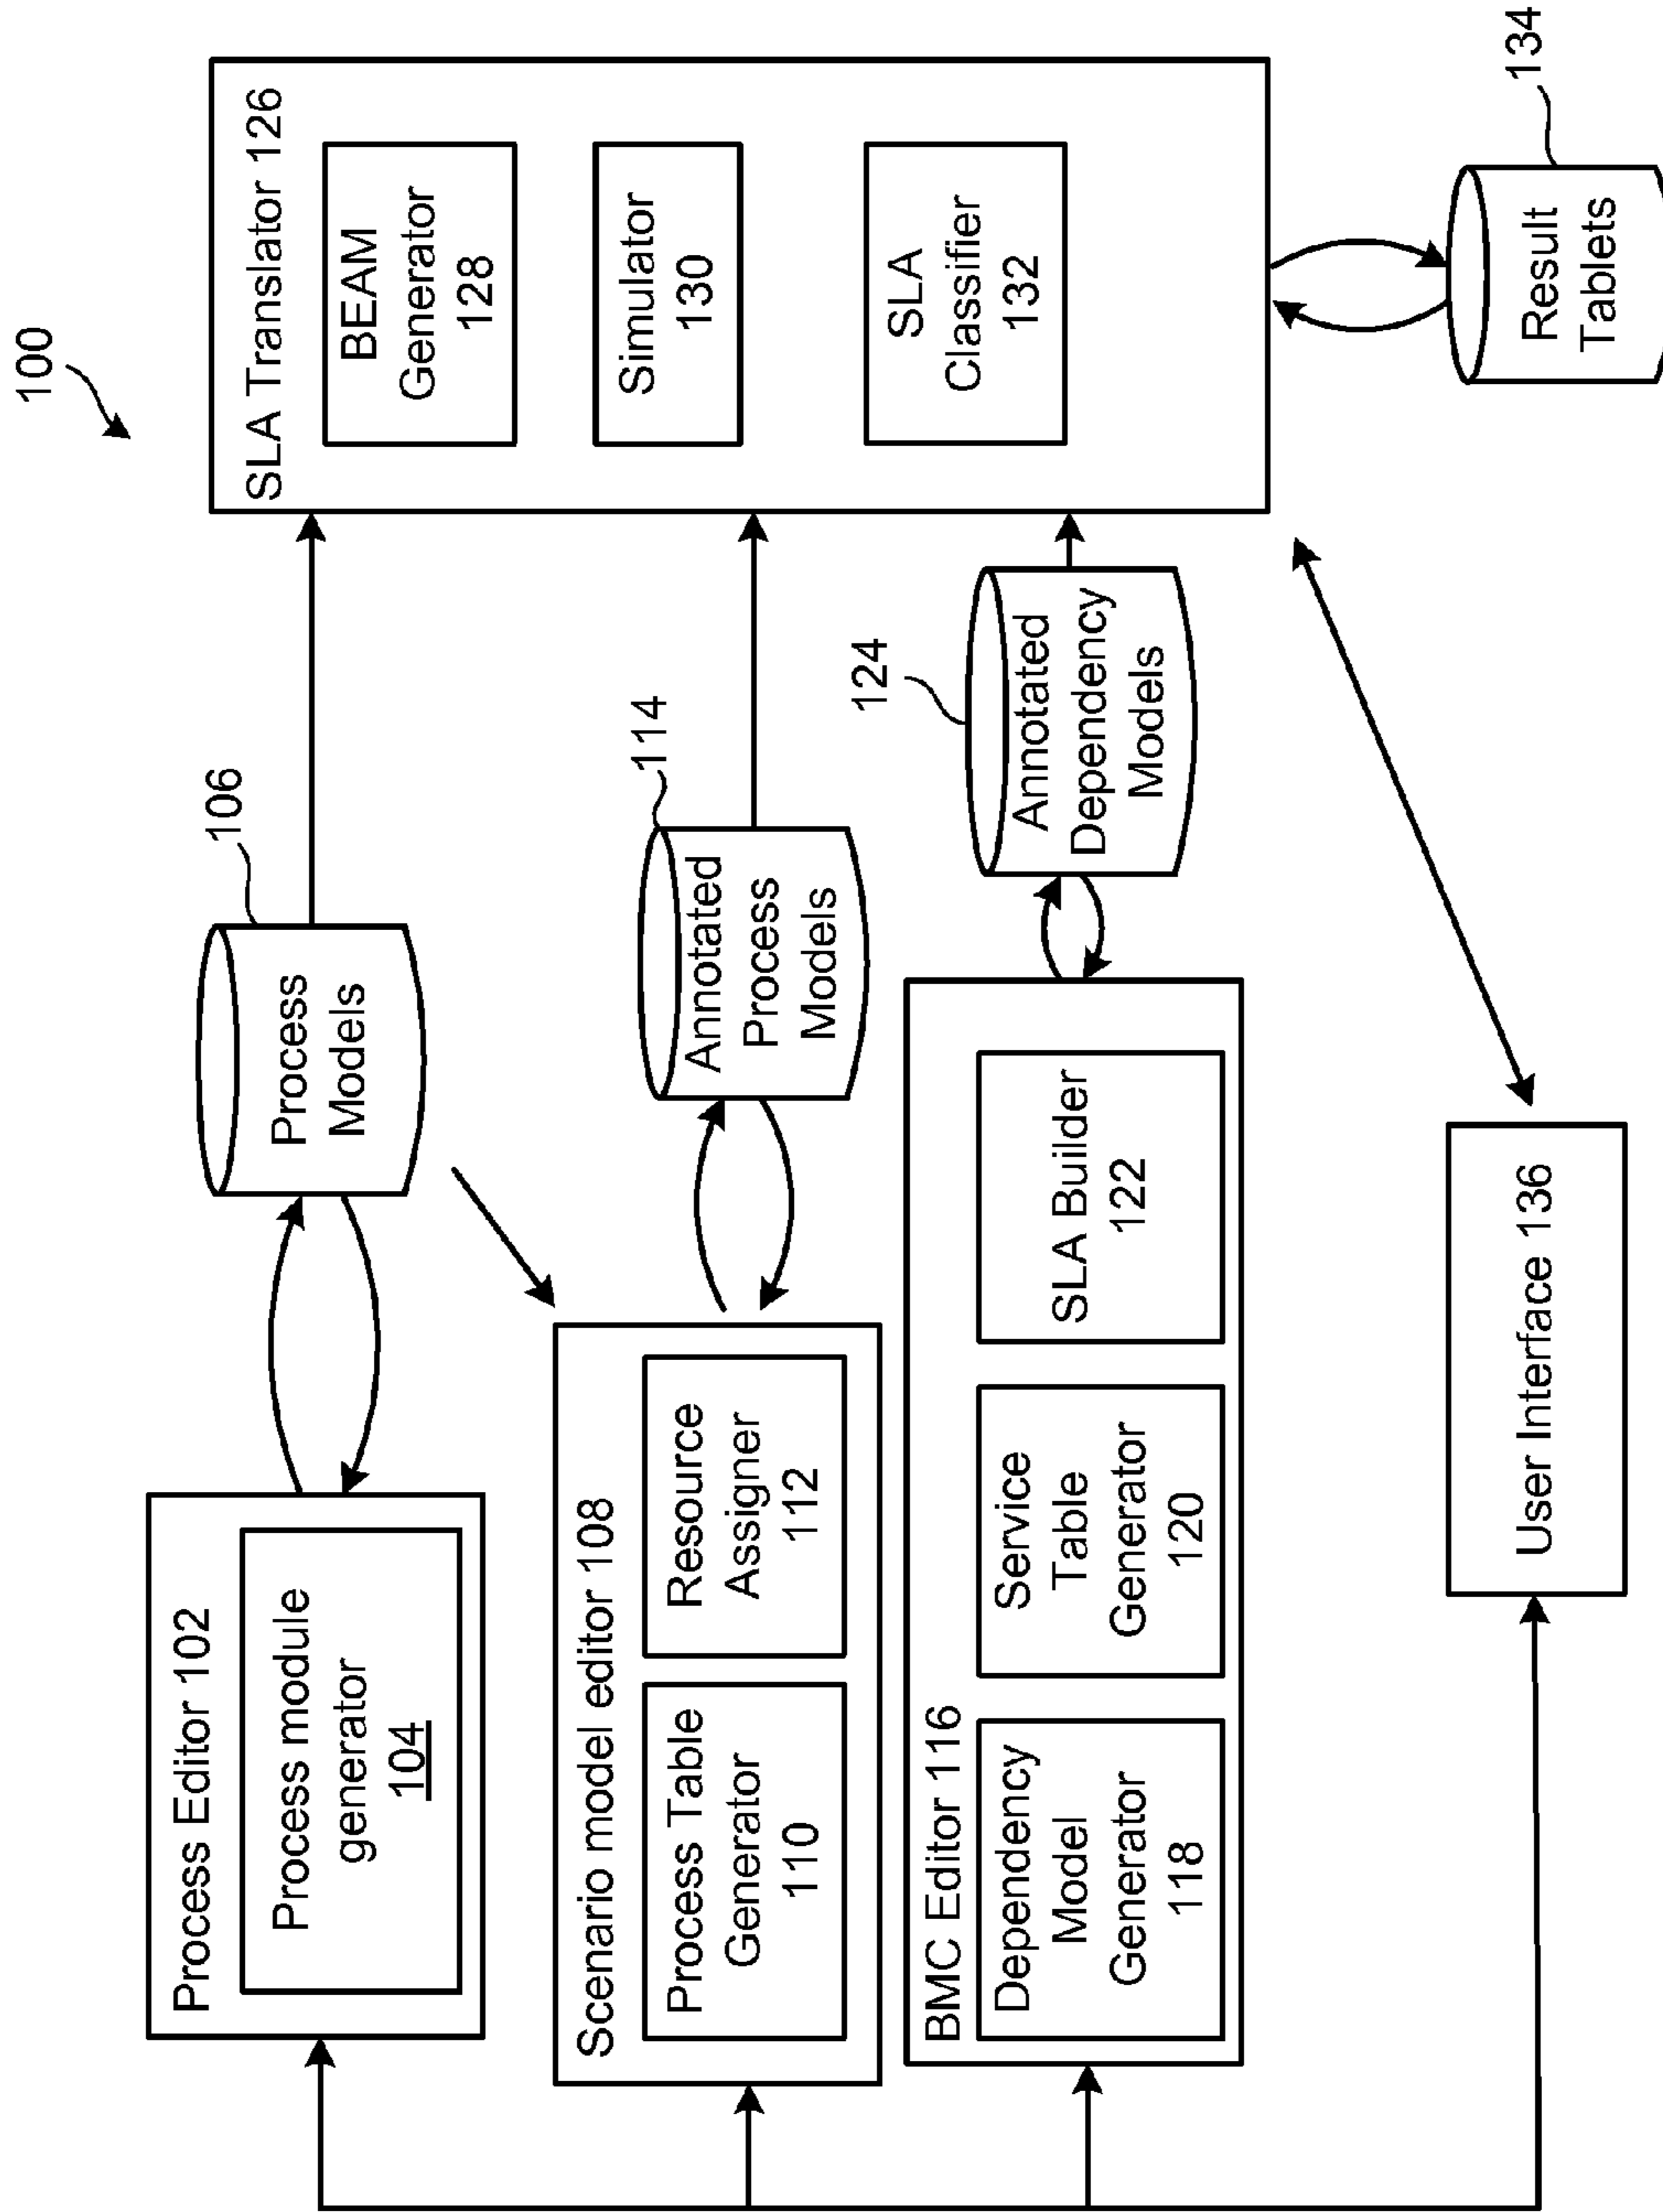 100
Process Editor 102
Process module
generator
104
Process
Models
106
SLA Translator 126
BEAM
Generator
128
Simulator
130
SLA
Classifier
132
Scenario model editor 108
Process Table
Generator
110
Resource
Assigner
112
Annotated
Process
Models
114
BMC Editor 116
Dependency
Model
Generator
118
Service
Table
Generator
120
SLA Builder
122
Annotated
Dependency
Models
124
User Interface 136
Result
Tablets
134